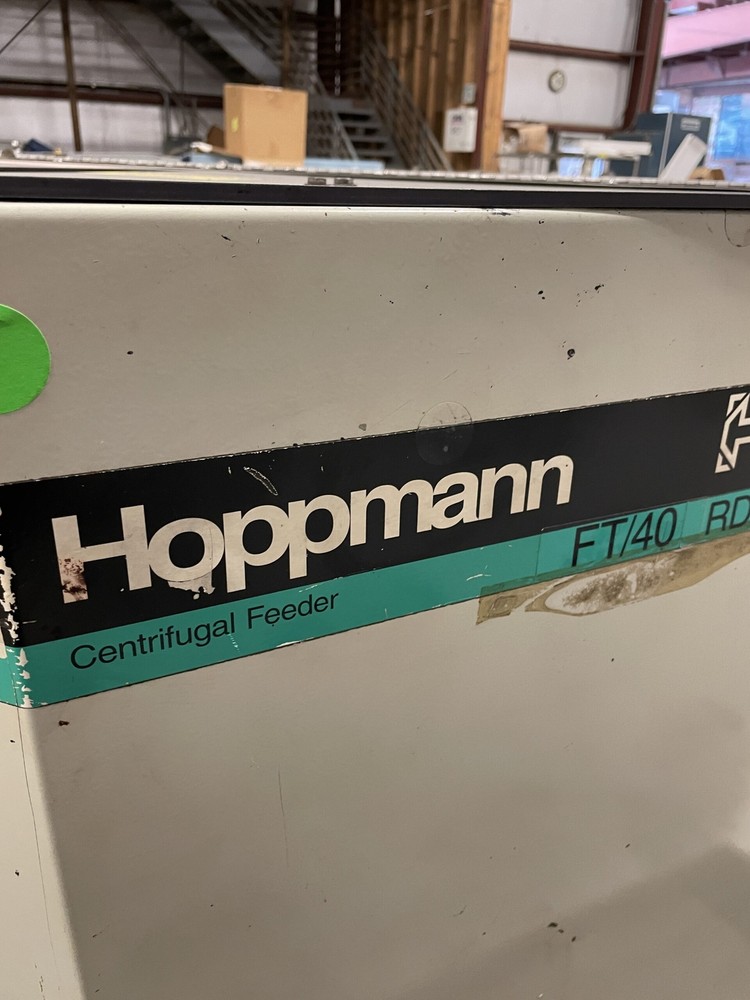 Hoppmann
FT/40 RD
Centrifugal Feeder